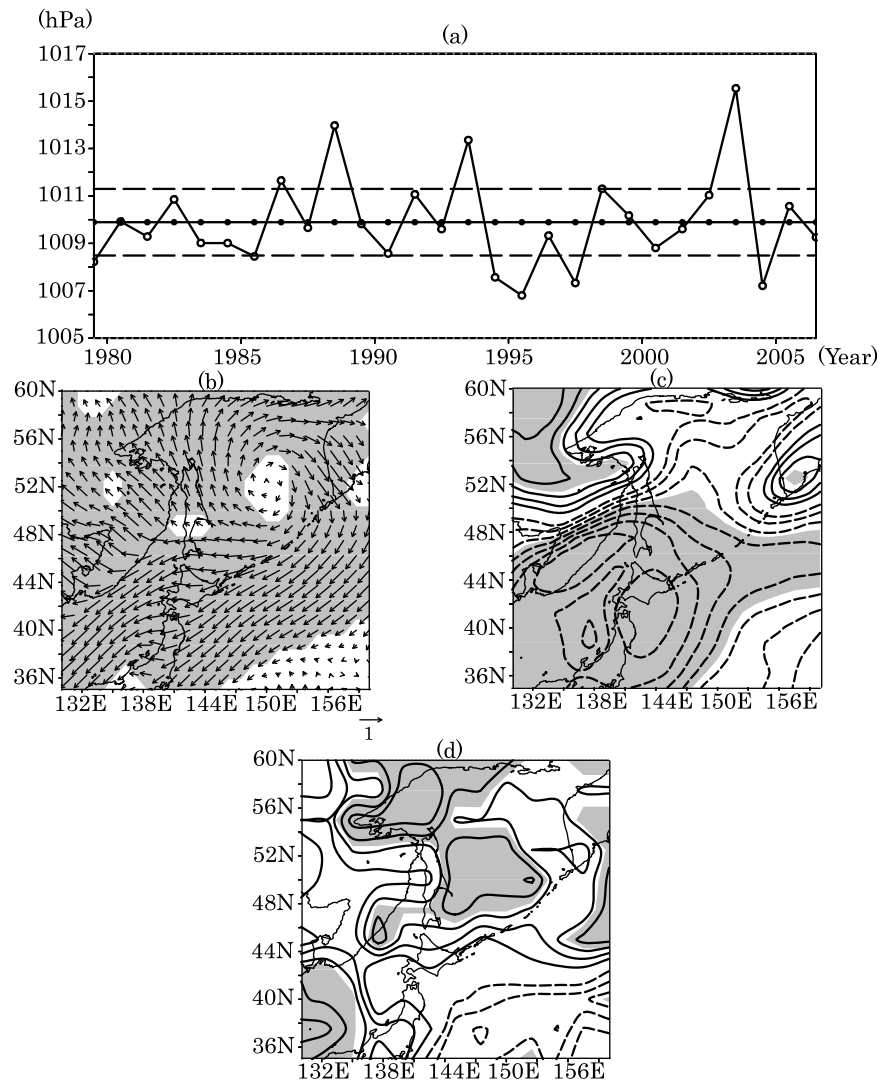 (hPa)
(a)
1017
1015
1013
1011
1009
1007
1005
1980 1985 1990 1995 2000 2005 (Year)
(b)
60N
56N
52N
48N
44N
40N
36N
132E 138E 144E 150E 156E
1
(c)
60N
56N
52N
48N
44N
40N
36N
132E 138E 144E 150E 156E
(d)
60N
56N
52N
48N
44N
40N
36N
132E 138E 144E 150E 156E